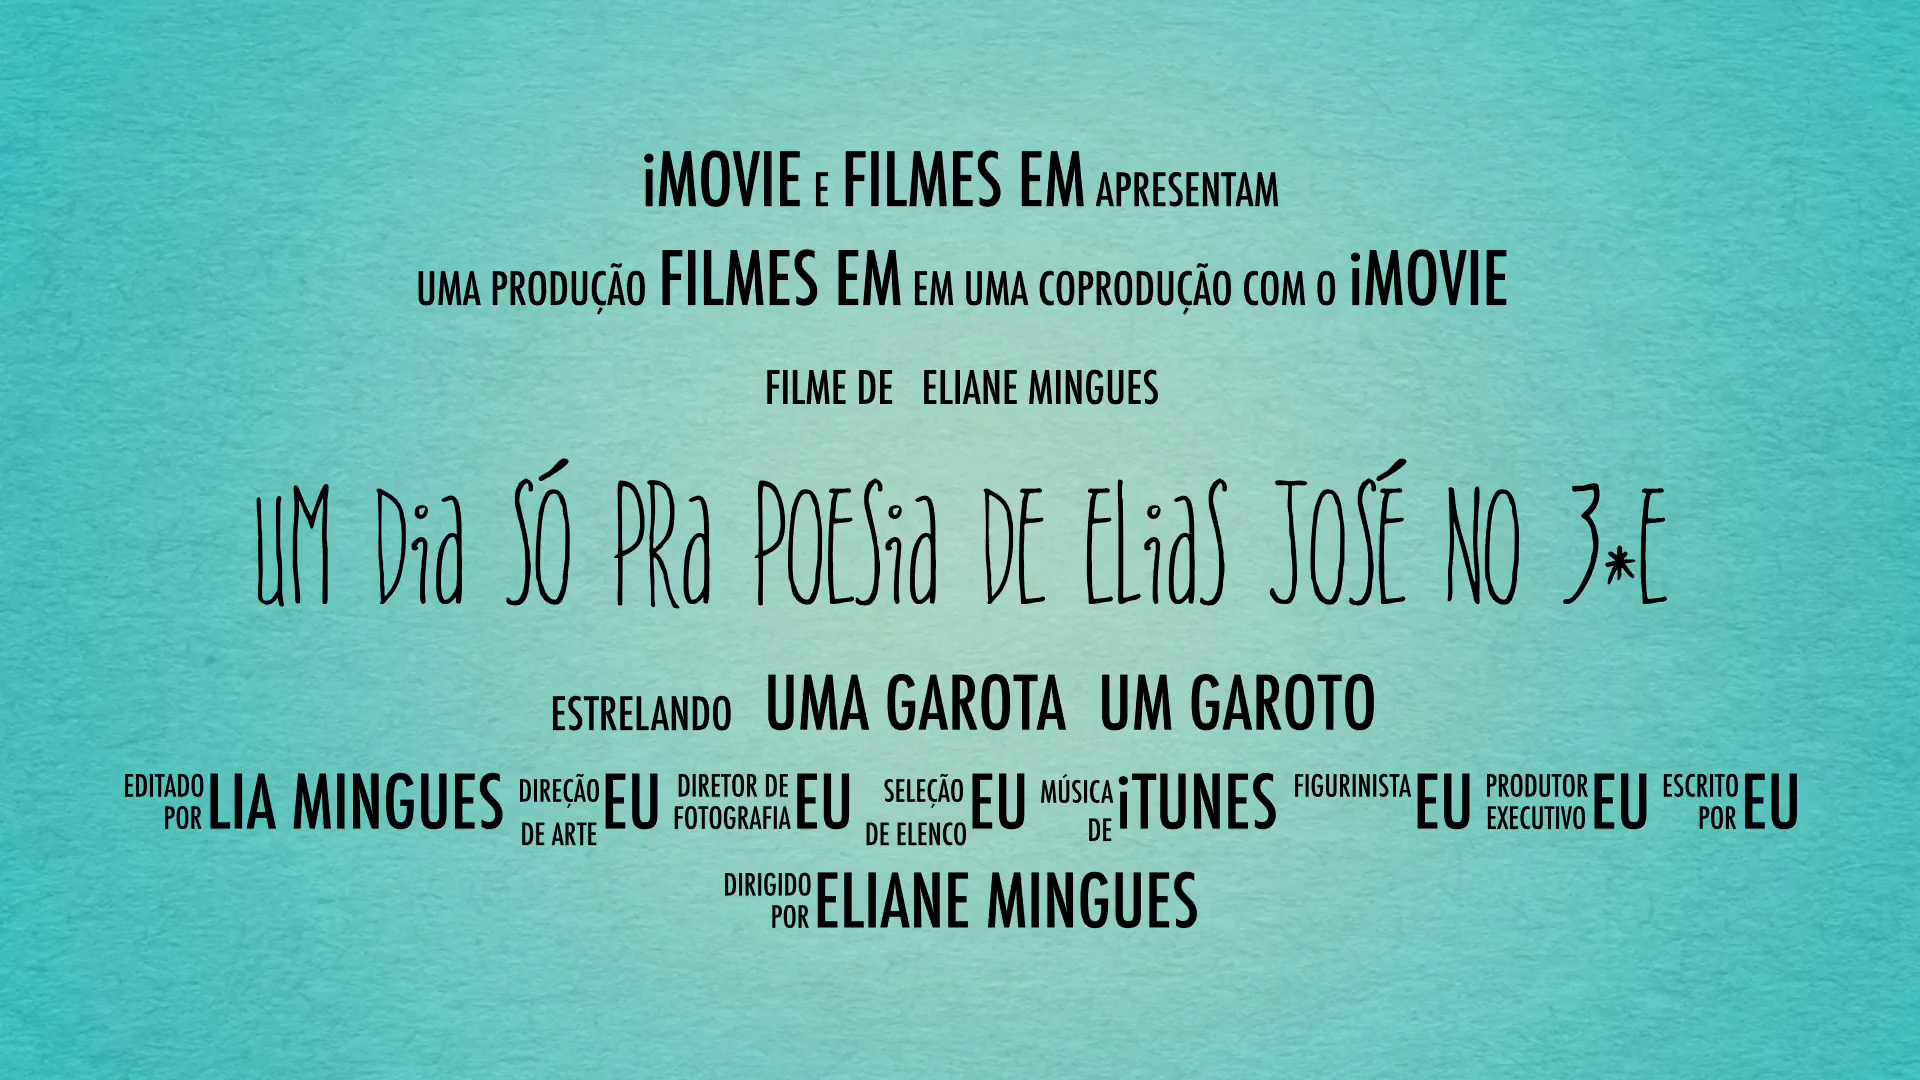 iMOVIE E FILMES EM APRESENTAM
UMA PRODUÇÃO FILMES EM EM UMA COPRODUÇÃO COM O iMOVIE
FILME DE ELIANE MINGUES
UM Dia SÓ PRa POESia DE ELiaS JOSÉ NO 3*E
ESTRELANDO UMA GAROTA UM GAROTO
EDITADO POR LIA MINGUES DIREÇÃO DE ARTE EU DIRETOR DE FOTOGRAFIA EU SELEÇÃO DE ELENCO EU MÚSICA DE iTUNES FIGURINISTA EU PRODUTOR EXECUTIVO EU ESCRITO POR EU
DIRIGIDO POR ELIANE MINGUES